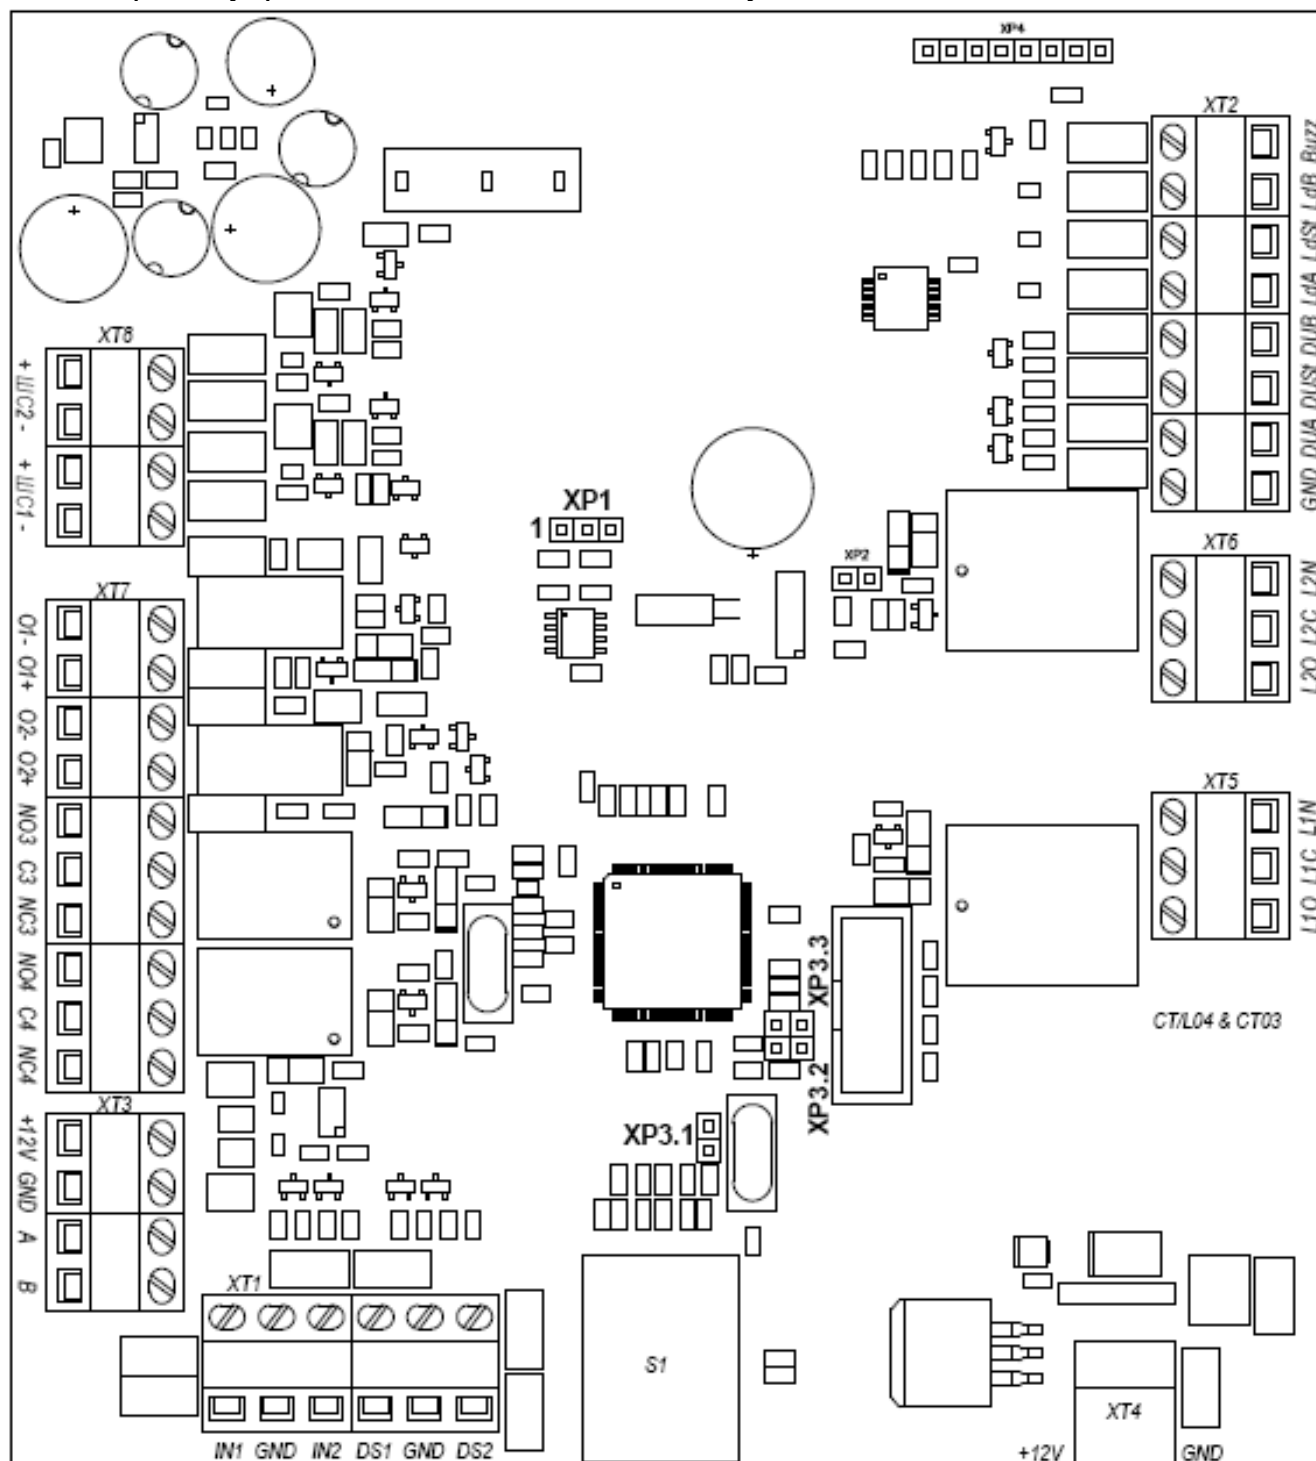 XP4
XT2
Buzz
LdB
LdSt
LdA
DUB
DUSt
DUA
GND
XT8
+ ШС2 -
+ ШС1 -
XP1
1
XP2
XT6
L2N
L2C
L2O
XT7
O1-
O1+
O2-
O2+
NO3
C3
NC3
NO4
C4
NC4
XT5
L1N
L1C
L1O
XP3.3
XP3.2
CT/L04 & CT03
XT3
+12V
GND
A
B
XP3.1
XT1
IN1 GND IN2 DS1 GND DS2
S1
XT4
+12V GND